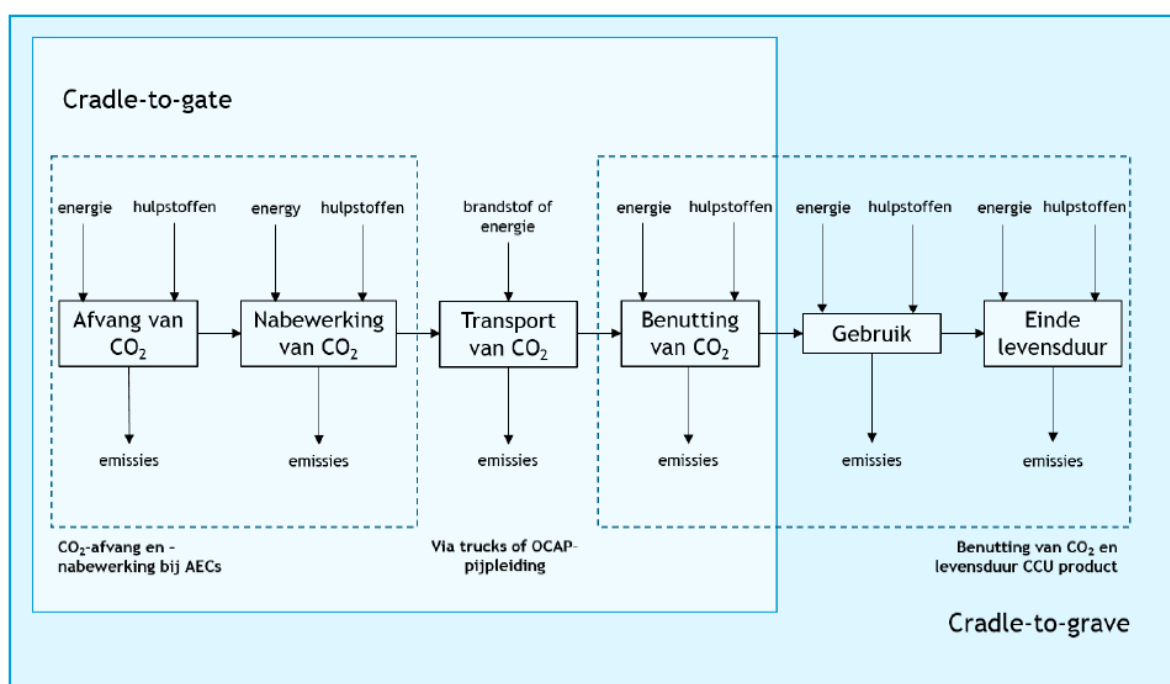 Cradle-to-gate
energie hulpstoffen energy hulpstoffen brandstof of energie hulpstoffen energie hulpstoffen energie hulpstoffen
energie
Afvang van Nabewerking Transport Benutting Gebruik Einde
CO₂ van CO₂ van CO₂ van CO₂ levensduur
emissies emissies emissies emissies emissies emissies
CO₂-afvang en –
nabewerking bij AECs
Via trucks of OCAP-
pijpleiding
Benutting van CO₂ en
levensduur CCU product
Cradle-to-grave